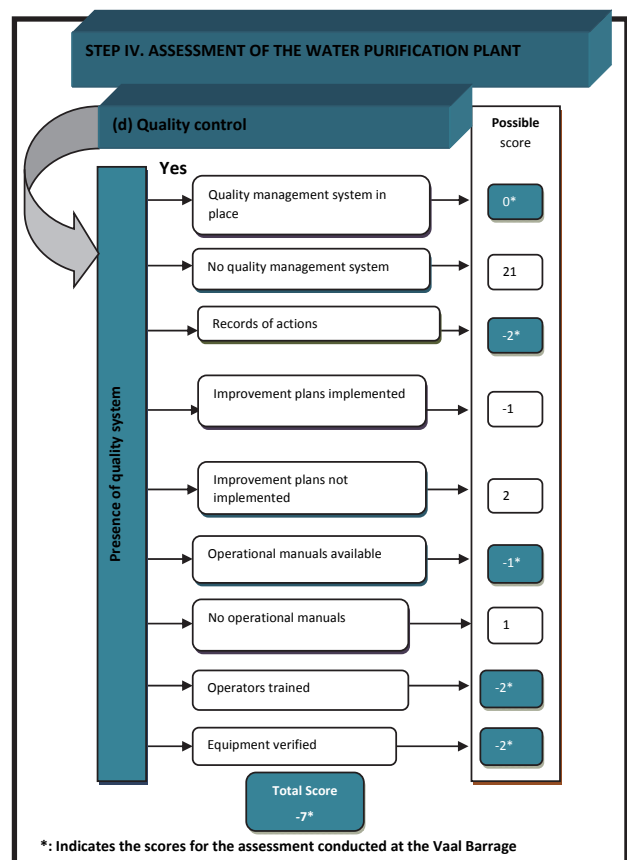 STEP IV. ASSESSMENT OF THE WATER PURIFICATION PLANT
(d) Quality control
Possible
score
Yes
Presence of quality system
Quality management system in
place
0*
No quality management system
21
Records of actions
-2*
Improvement plans implemented
-1
Improvement plans not
implemented
2
Operational manuals available
-1*
No operational manuals
1
Operators trained
-2*
Equipment verified
-2*
Total Score
-7*
*: Indicates the scores for the assessment conducted at the Vaal Barrage